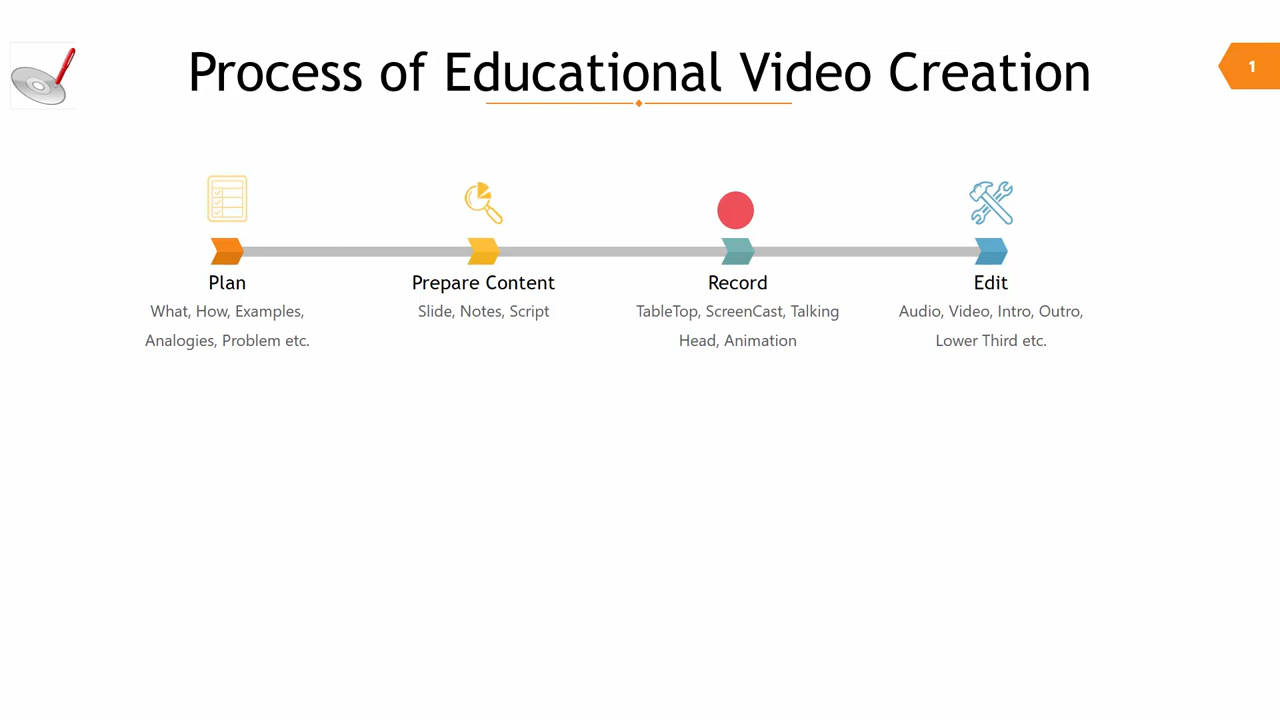 Process of Educational Video Creation
1
Plan
What, How, Examples,
Analogies, Problem etc.
Prepare Content
Slide, Notes, Script
Record
TableTop, ScreenCast, Talking
Head, Animation
Edit
Audio, Video, Intro, Outro,
Lower Third etc.